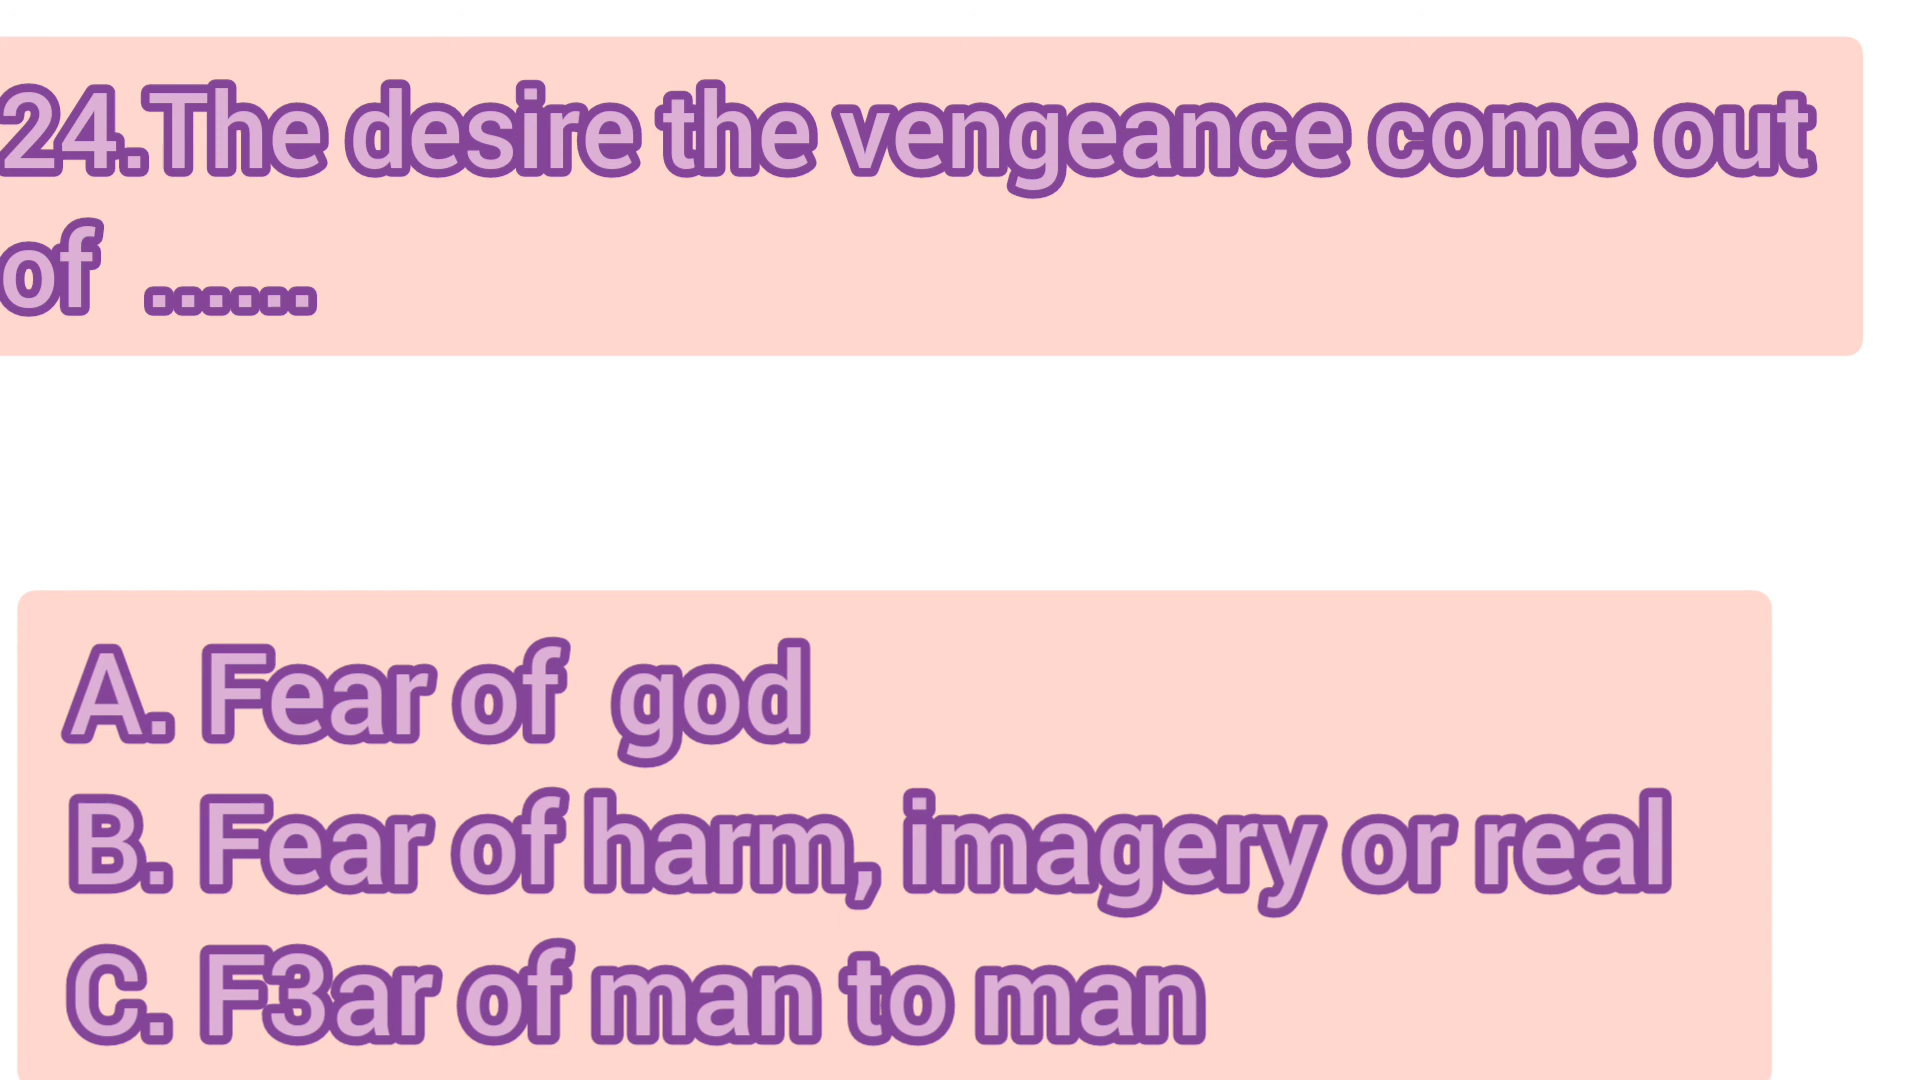 24.The desire the vengeance come out
of ......
A. Fear of god
B. Fear of harm, imagery or real
C. F3ar of man to man